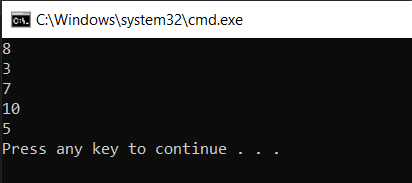 C:\Windows\system32\cmd.exe
8
3
7
10
5
Press any key to continue . . .